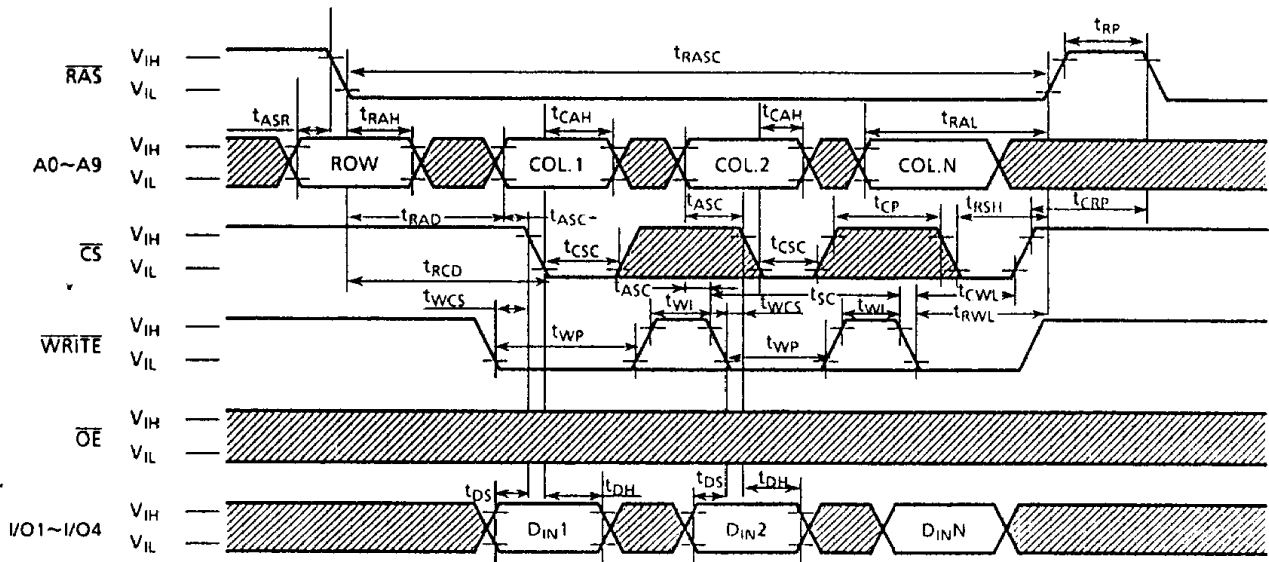 tRP
RAS VIH VIL tRASC
tASR tRAH tCAH tCAH tRAL
A0~A9 VIH VIL ROW COL.1 COL.2 COL.N
tRAD tASC tASC tCP tRSH tCRP
CS VIH VIL tCSC tCSC
tRCD tASC tSC tCWL
tWCS tWI tWCS tWI tRWL
WRITE VIH VIL tWP tWP
OE VIH VIL
tDS tDH tDS tDH
I/O1~I/O4 VIH VIL DIN1 DIN2 DINN